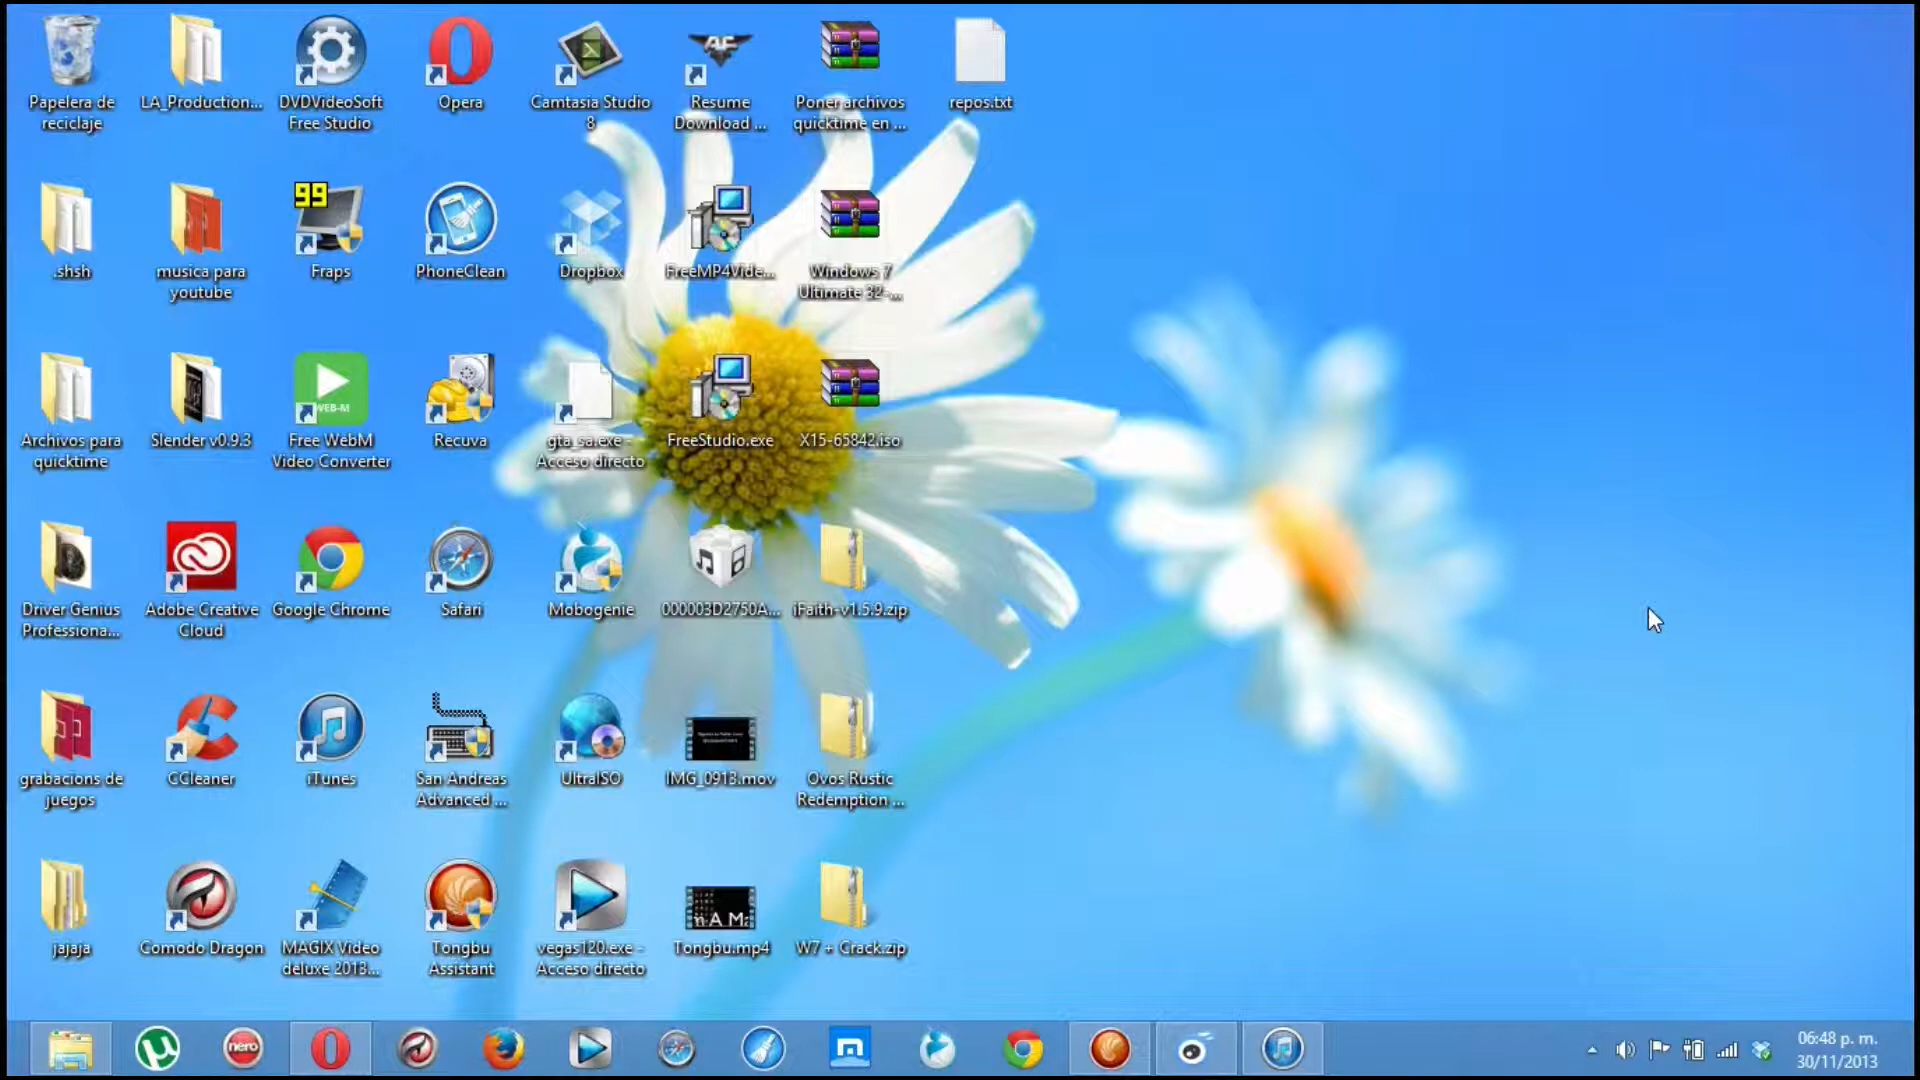 Papelera de
reciclaje
LA_Production...
DVDVideoSoft
Free Studio
Opera
Camtasia Studio
8
Resume
Download ...
Poner archivos
quicktime en ...
repos.txt
.shsh
musica para
youtube
99
Fraps
PhoneClean
Dropbox
FreeMP4Vide...
Windows 7
Ultimate 32-...
Archivos para
quicktime
Slender v0.9.3
WEB-M
Free WebM
Video Converter
Recuva
gta_sa.exe -
Acceso directo
FreeStudio.exe
X15-65842.iso
Driver Genius
Professiona...
Adobe Creative
Cloud
Google Chrome
Safari
Mobogenie
000003D2750A...
iFaith-v1.5.9.zip
grabacions de
juegos
CCleaner
iTunes
San Andreas
Advanced ...
UltraISO
IMG_0913.mov
Ovos Rustic
Redemption ...
jajaja
Comodo Dragon
MAGIX Video
deluxe 2013...
Tongbu
Assistant
vegas120.exe -
Acceso directo
Tongbu.mp4
W7 + Crack.zip
nero
06:48 p. m.
30/11/2013